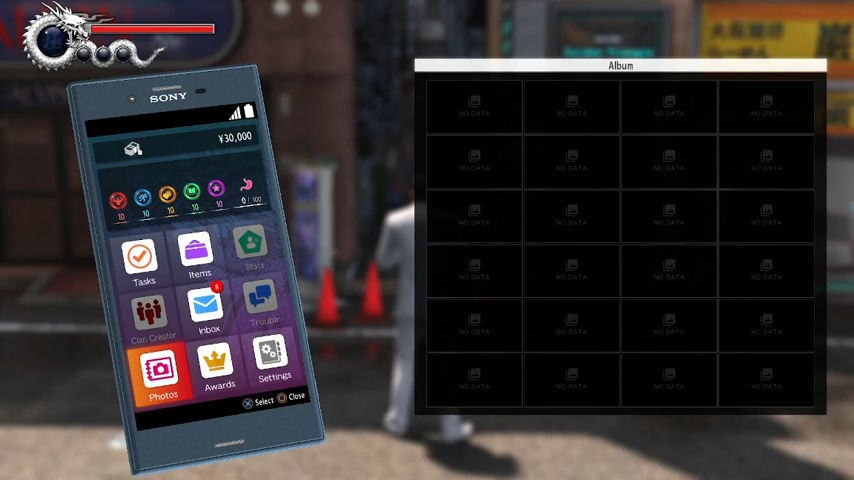 SONY
¥30,000
10 10 10 10 10 0 / 100
Tasks Items Stats
Clan Creator Inbox 8 Troublr
Photos Awards Settings
Select Close
Album
NO DATA NO DATA NO DATA NO DATA
NO DATA NO DATA NO DATA NO DATA
NO DATA NO DATA NO DATA NO DATA
NO DATA NO DATA NO DATA NO DATA
NO DATA NO DATA NO DATA NO DATA
NO DATA NO DATA NO DATA NO DATA